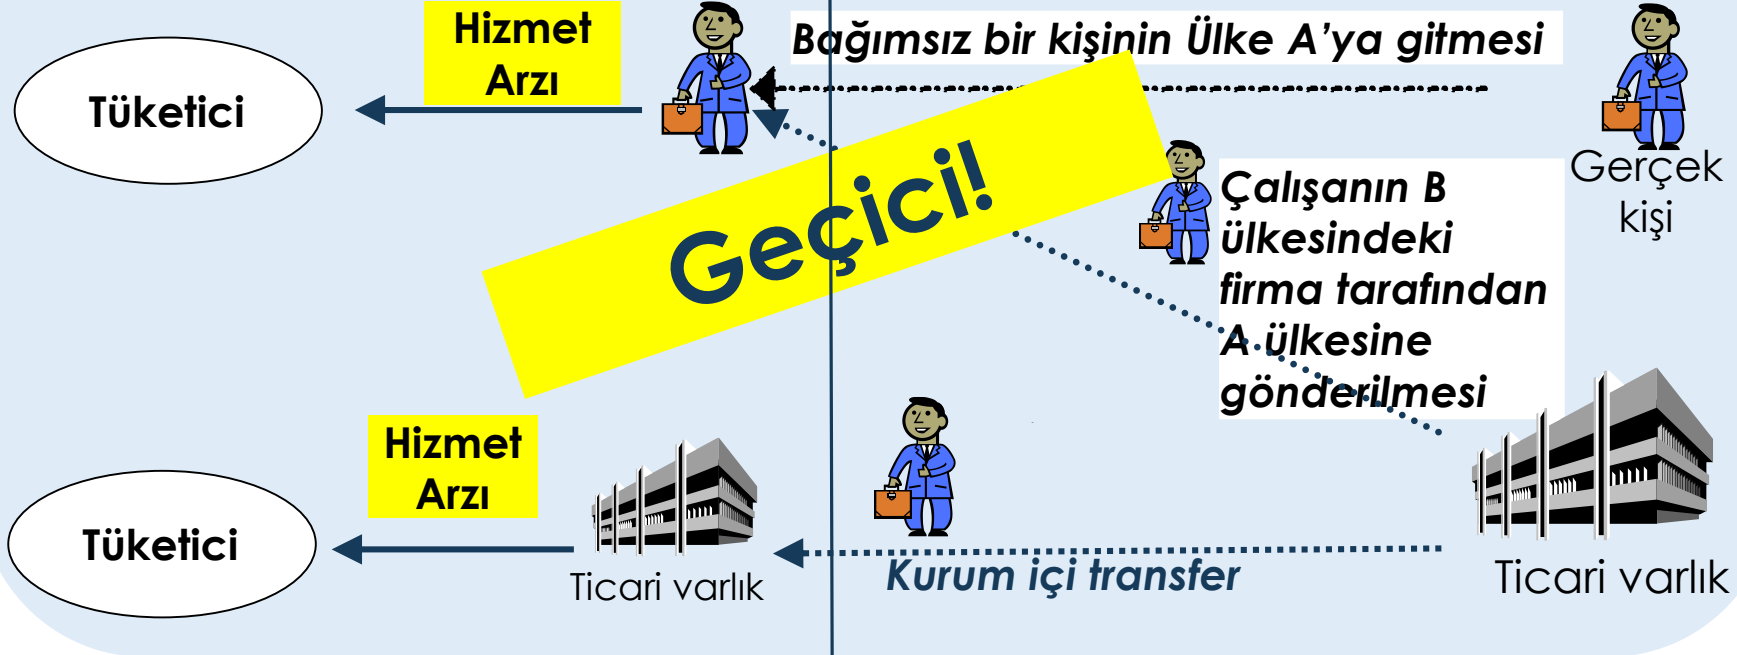 Hizmet
Arzı
Bağımsız bir kişinin Ülke A’ya gitmesi
Tüketici
Gerçek
kişi
Geçici!
Çalışanın B
ülkesindeki
firma tarafından
A ülkesine
gönderilmesi
Hizmet
Arzı
Tüketici
Ticari varlık
Kurum içi transfer
Ticari varlık